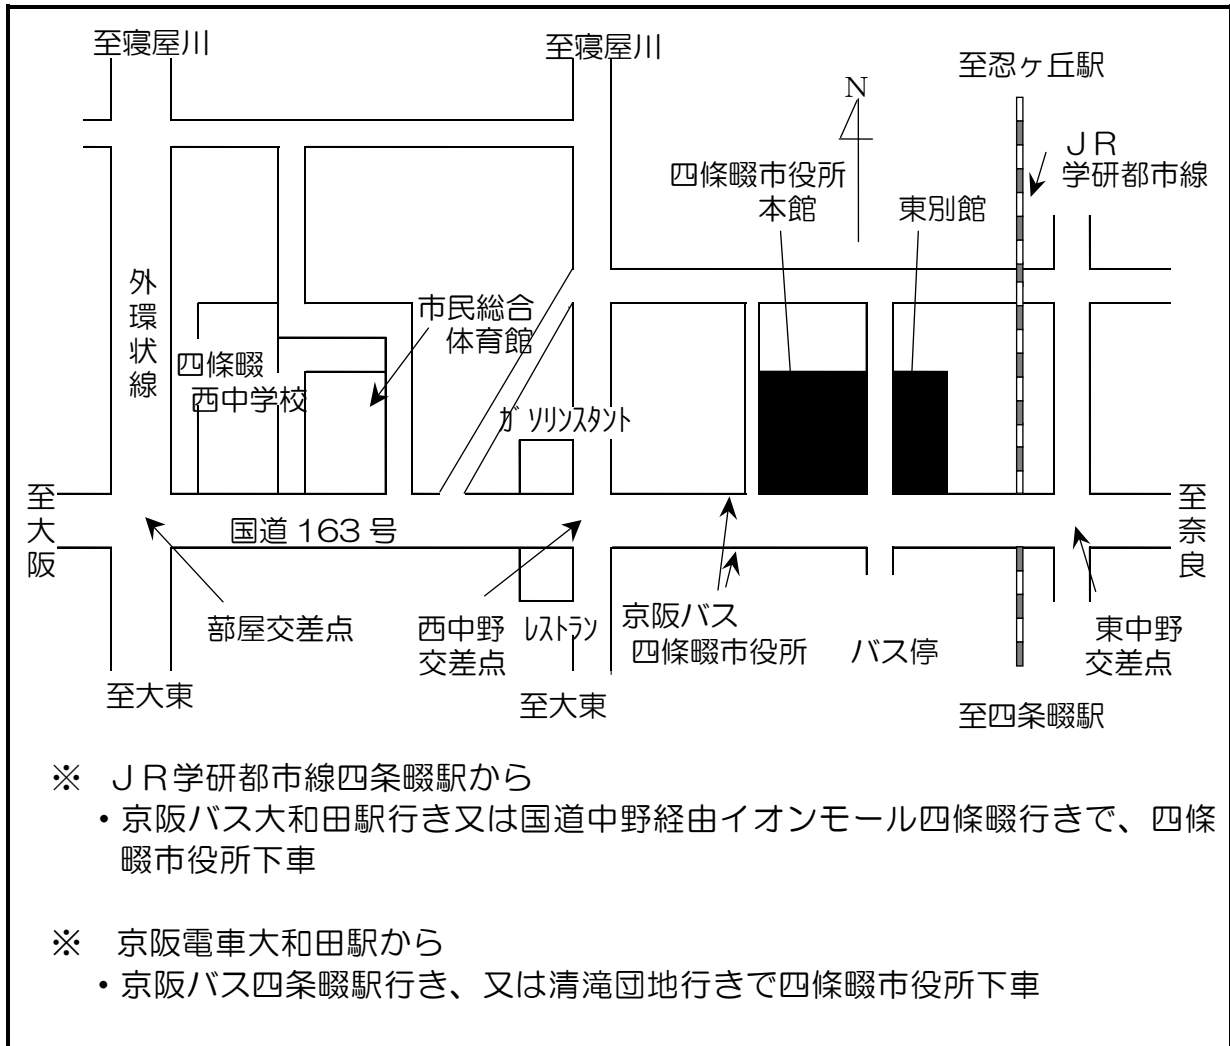 至寝屋川
至寝屋川
至忍ヶ丘駅
N
ＪＲ
学研都市線
四條畷市役所
本館
東別館
外環状線
市民総合
体育館
四條畷
西中学校
ｶﾞｿﾘﾝｽﾀﾝﾄ
至大阪
国道163号
至奈良
部屋交差点
西中野
交差点
ﾚｽﾄﾗﾝ
京阪バス
四條畷市役所　バス停
東中野
交差点
至大東
至大東
至四条畷駅
※　ＪＲ学研都市線四条畷駅から
・京阪バス大和田駅行き又は国道中野経由イオンモール四條畷行きで、四條
畷市役所下車
※　京阪電車大和田駅から
・京阪バス四条畷駅行き、又は清滝団地行きで四條畷市役所下車